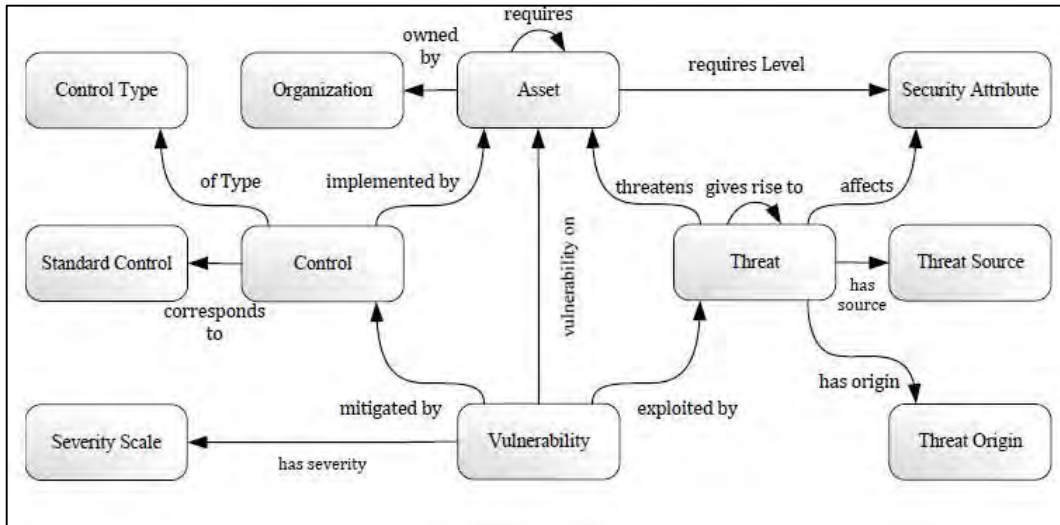 requires
owned
by
requires Level
Control Type
Organization
Asset
Security Attribute
of Type
implemented by
threatens
gives rise to
affects
Standard Control
Control
vulnerability on
Threat
Threat Source
has
source
corresponds
to
has origin
mitigated by
exploited by
Severity Scale
has severity
Vulnerability
Threat Origin